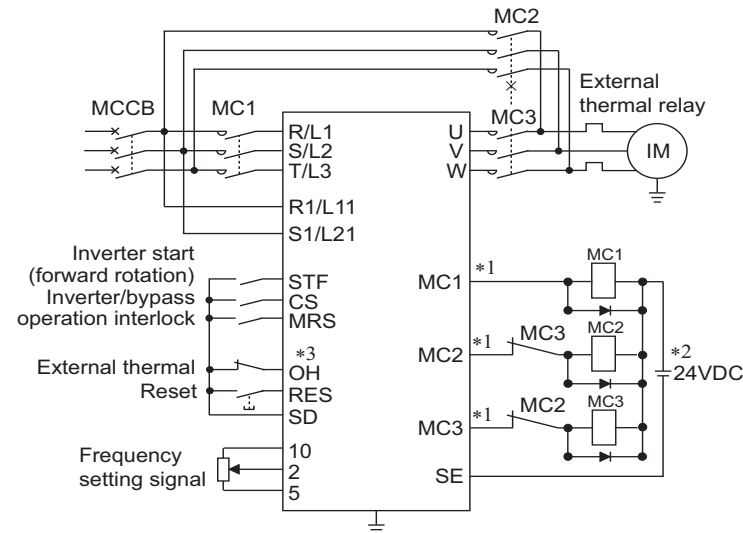 MC2
External
thermal relay
MCCB
MC1
MC3
R/L1
S/L2
T/L3
U
V
W
IM
R1/L11
S1/L21
Inverter start
(forward rotation)
Inverter/bypass
operation interlock
STF
CS
MRS
External thermal
*3
OH
Reset
RES
SD
Frequency
setting signal
10
2
5
MC1
*1
MC1
MC2
*1
MC3
MC2
*2
24VDC
MC3
*1
MC2
MC3
SE